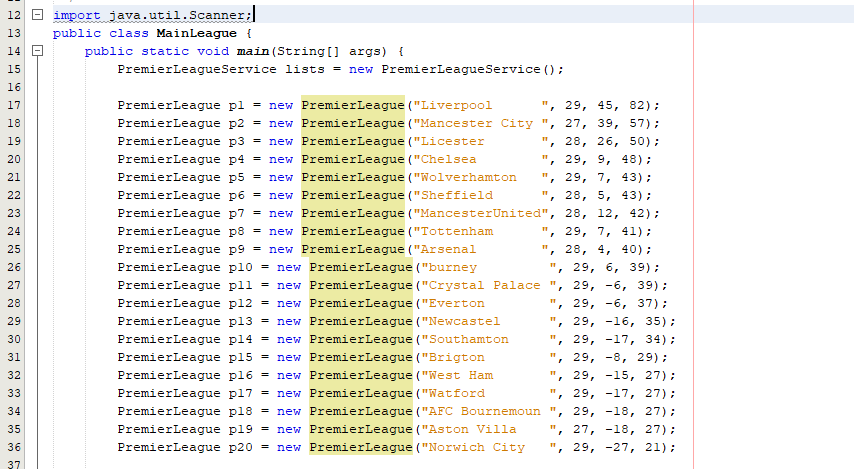 12 import java.util.Scanner;
13 public class MainLeague {
14     public static void main(String[] args) {
15         PremierLeagueService lists = new PremierLeagueService();
16
17         PremierLeague p1 = new PremierLeague("Liverpool      ", 29, 45, 82);
18         PremierLeague p2 = new PremierLeague("Mancester City ", 27, 39, 57);
19         PremierLeague p3 = new PremierLeague("Licester       ", 28, 26, 50);
20         PremierLeague p4 = new PremierLeague("Chelsea        ", 29, 9, 48);
21         PremierLeague p5 = new PremierLeague("Wolverhamton   ", 29, 7, 43);
22         PremierLeague p6 = new PremierLeague("Sheffield      ", 28, 5, 43);
23         PremierLeague p7 = new PremierLeague("MancesterUnited", 28, 12, 42);
24         PremierLeague p8 = new PremierLeague("Tottenham      ", 29, 7, 41);
25         PremierLeague p9 = new PremierLeague("Arsenal        ", 28, 4, 40);
26         PremierLeague p10 = new PremierLeague("burney         ", 29, 6, 39);
27         PremierLeague p11 = new PremierLeague("Crystal Palace ", 29, -6, 39);
28         PremierLeague p12 = new PremierLeague("Everton        ", 29, -6, 37);
29         PremierLeague p13 = new PremierLeague("Newcastel      ", 29, -16, 35);
30         PremierLeague p14 = new PremierLeague("Southamton     ", 29, -17, 34);
31         PremierLeague p15 = new PremierLeague("Brigton        ", 29, -8, 29);
32         PremierLeague p16 = new PremierLeague("West Ham       ", 29, -15, 27);
33         PremierLeague p17 = new PremierLeague("Watford        ", 29, -17, 27);
34         PremierLeague p18 = new PremierLeague("AFC Bournemoun ", 29, -18, 27);
35         PremierLeague p19 = new PremierLeague("Aston Villa    ", 27, -18, 27);
36         PremierLeague p20 = new PremierLeague("Norwich City   ", 29, -27, 21);
37